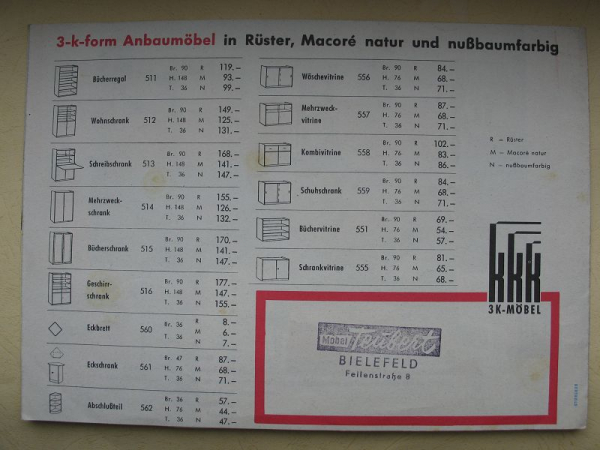 3-k-form Anbaumöbel in Rüster, Macoré natur und nußbaumfarbig
Bücherregal 511 Br. 90 R 119.–
H. 148 M 93.–
T. 36 N 99.–
Wohnschrank 512 Br. 90 R 149.–
H. 148 M 125.–
T. 36 N 131.–
Schreibschrank 513 Br. 90 R 168.–
H. 148 M 141.–
T. 36 N 147.–
Mehrzweck-
schrank 514 Br. 90 R 155.–
H. 148 M 126.–
T. 36 N 132.–
Bücherschrank 515 Br. 90 R 170.–
H. 148 M 141.–
T. 36 N 147.–
Geschirr-
schrank 516 Br. 90 R 177.–
H. 148 M 147.–
T. 36 N 155.–
Eckbrett 560 Br. 36 R 8.–
M 6.–
N 7.–
Eckschrank 561 Br. 47 R 87.–
H. 76 M 68.–
T. 36 N 71.–
Abschlußteil 562 Br. 36 R 57.–
H. 76 M 44.–
T. 36 N 47.–
Wäschevitrine 556 Br. 90 R 84.–
H. 76 M 68.–
T. 36 N 71.–
Mehrzweck-
vitrine 557 Br. 90 R 87.–
H. 76 M 68.–
T. 36 N 71.–
Kombivitrine 558 Br. 90 R 102.–
H. 76 M 83.–
T. 36 N 86.–
Schuhschrank 559 Br. 90 R 84.–
H. 76 M 68.–
T. 36 N 71.–
Büchervitrine 551 Br. 90 R 69.–
H. 76 M 54.–
T. 36 N 57.–
Schrankvitrine 555 Br. 90 R 81.–
H. 76 M 65.–
T. 36 N 68.–
R – Rüster
M – Macoré natur
N – nußbaumfarbig
kkk
3K-MÖBEL
Möbel Teubert
BIELEFELD
Feilenstraße 8